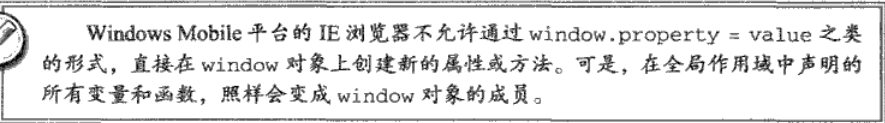 Windows Mobile 平台的 IE 浏览器不允许通过 window.property = value 之类
的形式，直接在 window 对象上创建新的属性或方法。可是，在全局作用域中声明的
所有变量和函数，照样会变成 window 对象的成员。